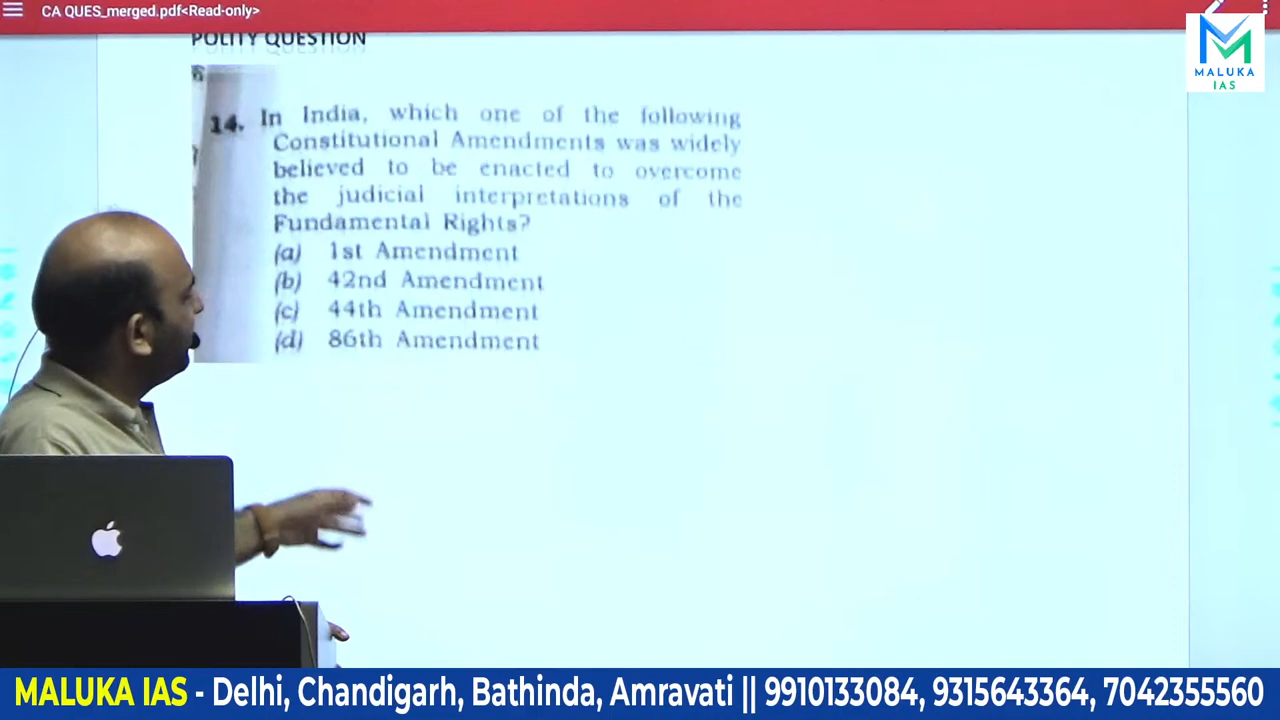 CA QUES_merged.pdf<Read-only>
POLITY QUESTION
MALUKA
IAS
14. In India, which one of the following
Constitutional Amendments was widely
believed to be enacted to overcome
the judicial interpretations of the
Fundamental Rights?
(a) 1st Amendment
(b) 42nd Amendment
(c) 44th Amendment
(d) 86th Amendment
MALUKA IAS - Delhi, Chandigarh, Bathinda, Amravati || 9910133084, 9315643364, 7042355560